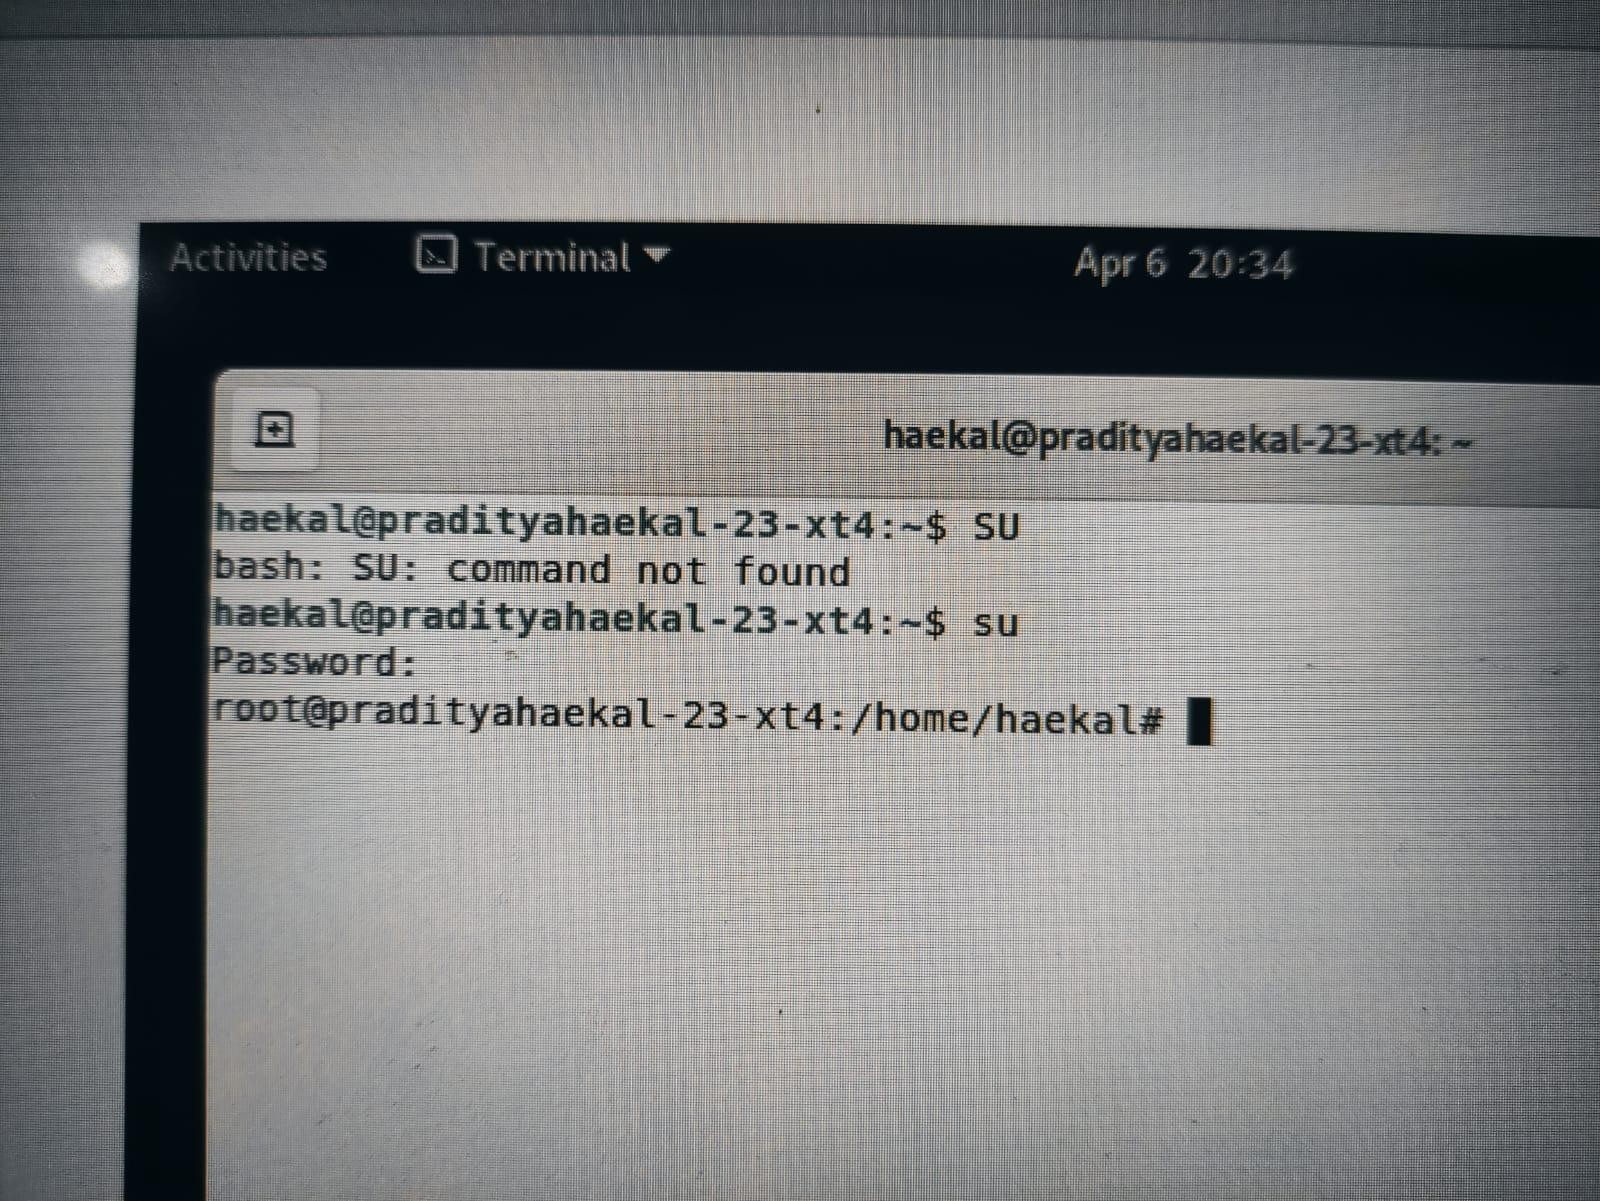 Activities Terminal Apr 6 20:34
haekal@pradityahaekal-23-xt4: ~
haekal@pradityahaekal-23-xt4:~$ SU
bash: SU: command not found
haekal@pradityahaekal-23-xt4:~$ su
Password:
root@pradityahaekal-23-xt4:/home/haekal#